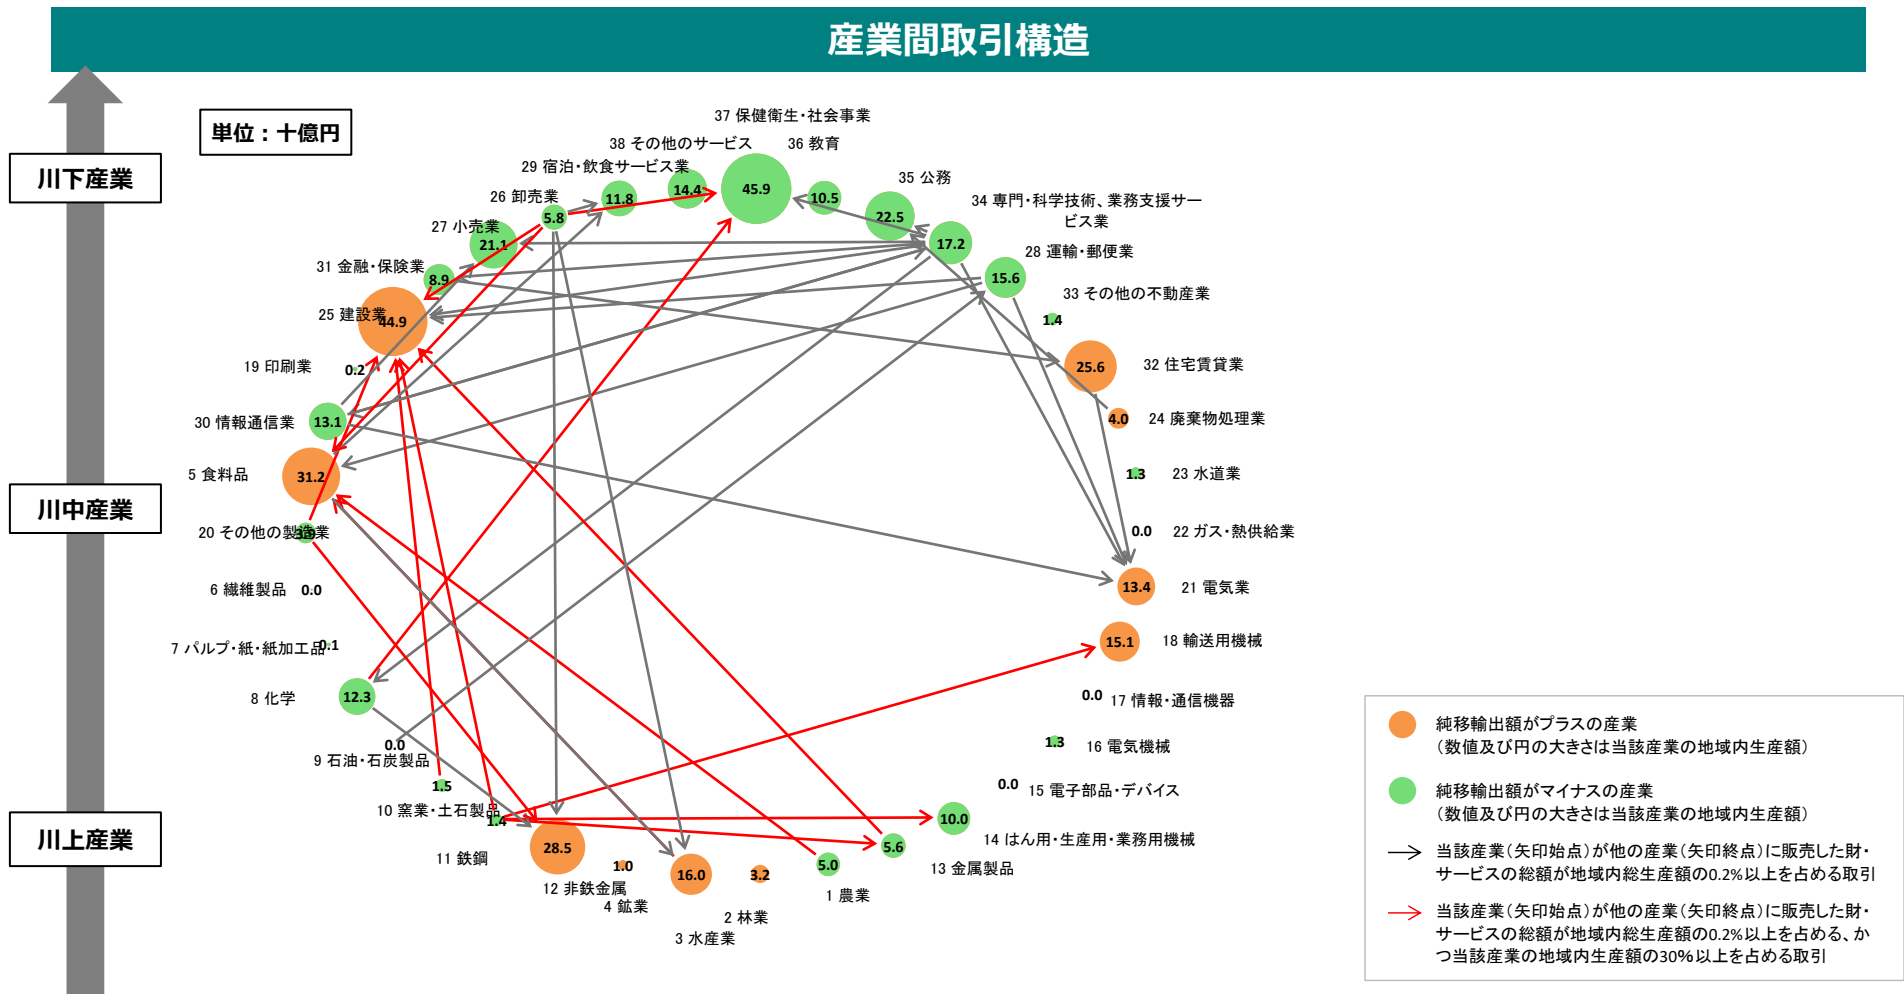 産業間取引構造
単位：十億円
川下産業
川中産業
川上産業
37 保健衛生・社会事業
45.9
38 その他のサービス
14.4
36 教育
10.5
29 宿泊・飲食サービス業
11.8
35 公務
22.5
26 卸売業
5.8
34 専門・科学技術、業務支援サー
ビス業
17.2
27 小売業
21.1
28 運輸・郵便業
15.6
31 金融・保険業
8.9
33 その他の不動産業
1.4
25 建設業
44.9
32 住宅賃貸業
25.6
19 印刷業
0.2
24 廃棄物処理業
4.0
30 情報通信業
13.1
23 水道業
1.3
5 食料品
31.2
22 ガス・熱供給業
0.0
20 その他の製造業
3.9
21 電気業
13.4
6 繊維製品
0.0
18 輸送用機械
15.1
7 パルプ・紙・紙加工品
0.1
17 情報・通信機器
0.0
8 化学
12.3
16 電気機械
1.3
9 石油・石炭製品
0.0
15 電子部品・デバイス
0.0
10 窯業・土石製品
1.5
14 はん用・生産用・業務用機械
10.0
11 鉄鋼
1.4
28.5
13 金属製品
5.6
12 非鉄金属
1.0
4 鉱業
1 農業
5.0
2 林業
3.2
3 水産業
16.0
純移輸出額がプラスの産業
（数値及び円の大きさは当該産業の地域内生産額）
純移輸出額がマイナスの産業
（数値及び円の大きさは当該産業の地域内生産額）
当該産業（矢印始点）が他の産業（矢印終点）に販売した財・
サービスの総額が地域内総生産額の0.2%以上を占める取引
当該産業（矢印始点）が他の産業（矢印終点）に販売した財・
サービスの総額が地域内総生産額の0.2%以上を占める、か
つ当該産業の地域内生産額の30％以上を占める取引